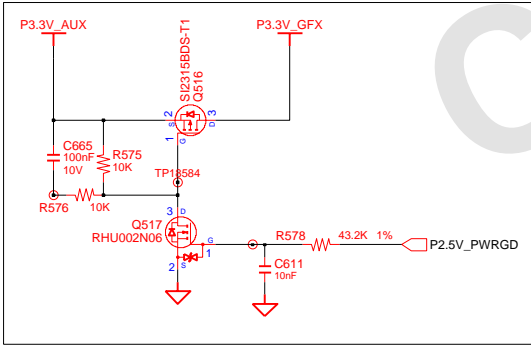 P3.3V_AUX
P3.3V_GFX
SI2315BDS-T1
Q516
2
S
D
3
G
1
C665
100nF
10V
R575
10K
TP18584
R576
10K
Q517
RHU002N06
3
D
G
1
2
S
R578
43.2K 1%
P2.5V_PWRGD
C611
10nF
C